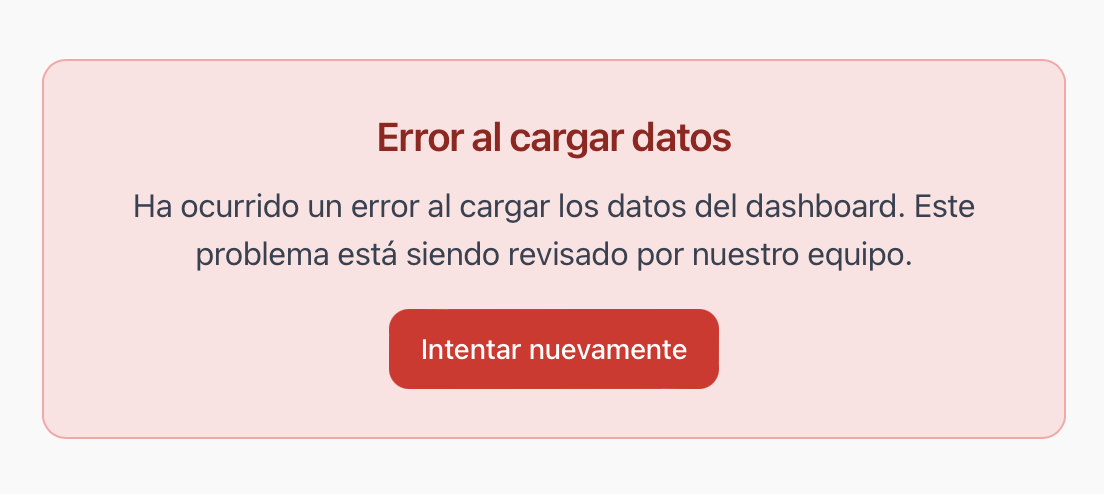 Error al cargar datos
Ha ocurrido un error al cargar los datos del dashboard. Este
problema está siendo revisado por nuestro equipo.
Intentar nuevamente